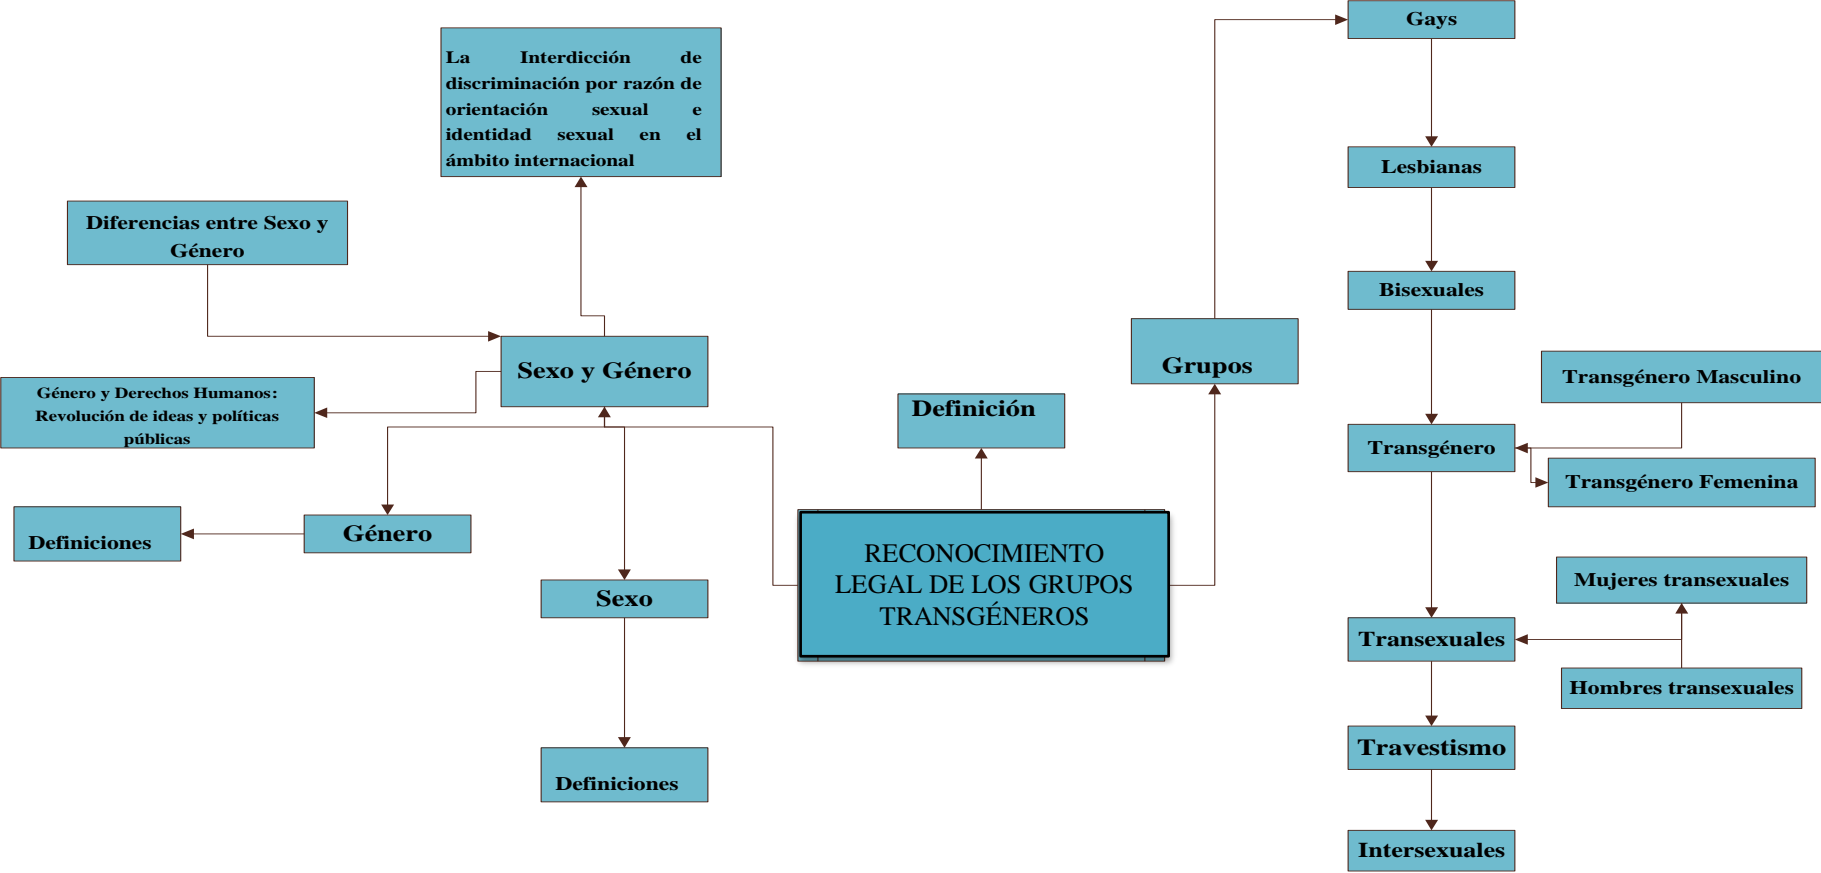 Gays
La Interdicción de
discriminación por razón de
orientación sexual e
identidad sexual en el
ámbito internacional
Lesbianas
Diferencias entre Sexo y
Género
Bisexuales
Sexo y Género
Grupos
Transgénero Masculino
Género y Derechos Humanos:
Revolución de ideas y políticas
públicas
Definición
Transgénero
Transgénero Femenina
Definiciones
Género
RECONOCIMIENTO
LEGAL DE LOS GRUPOS
TRANSGÉNEROS
Mujeres transexuales
Sexo
Transexuales
Hombres transexuales
Travestismo
Definiciones
Intersexuales